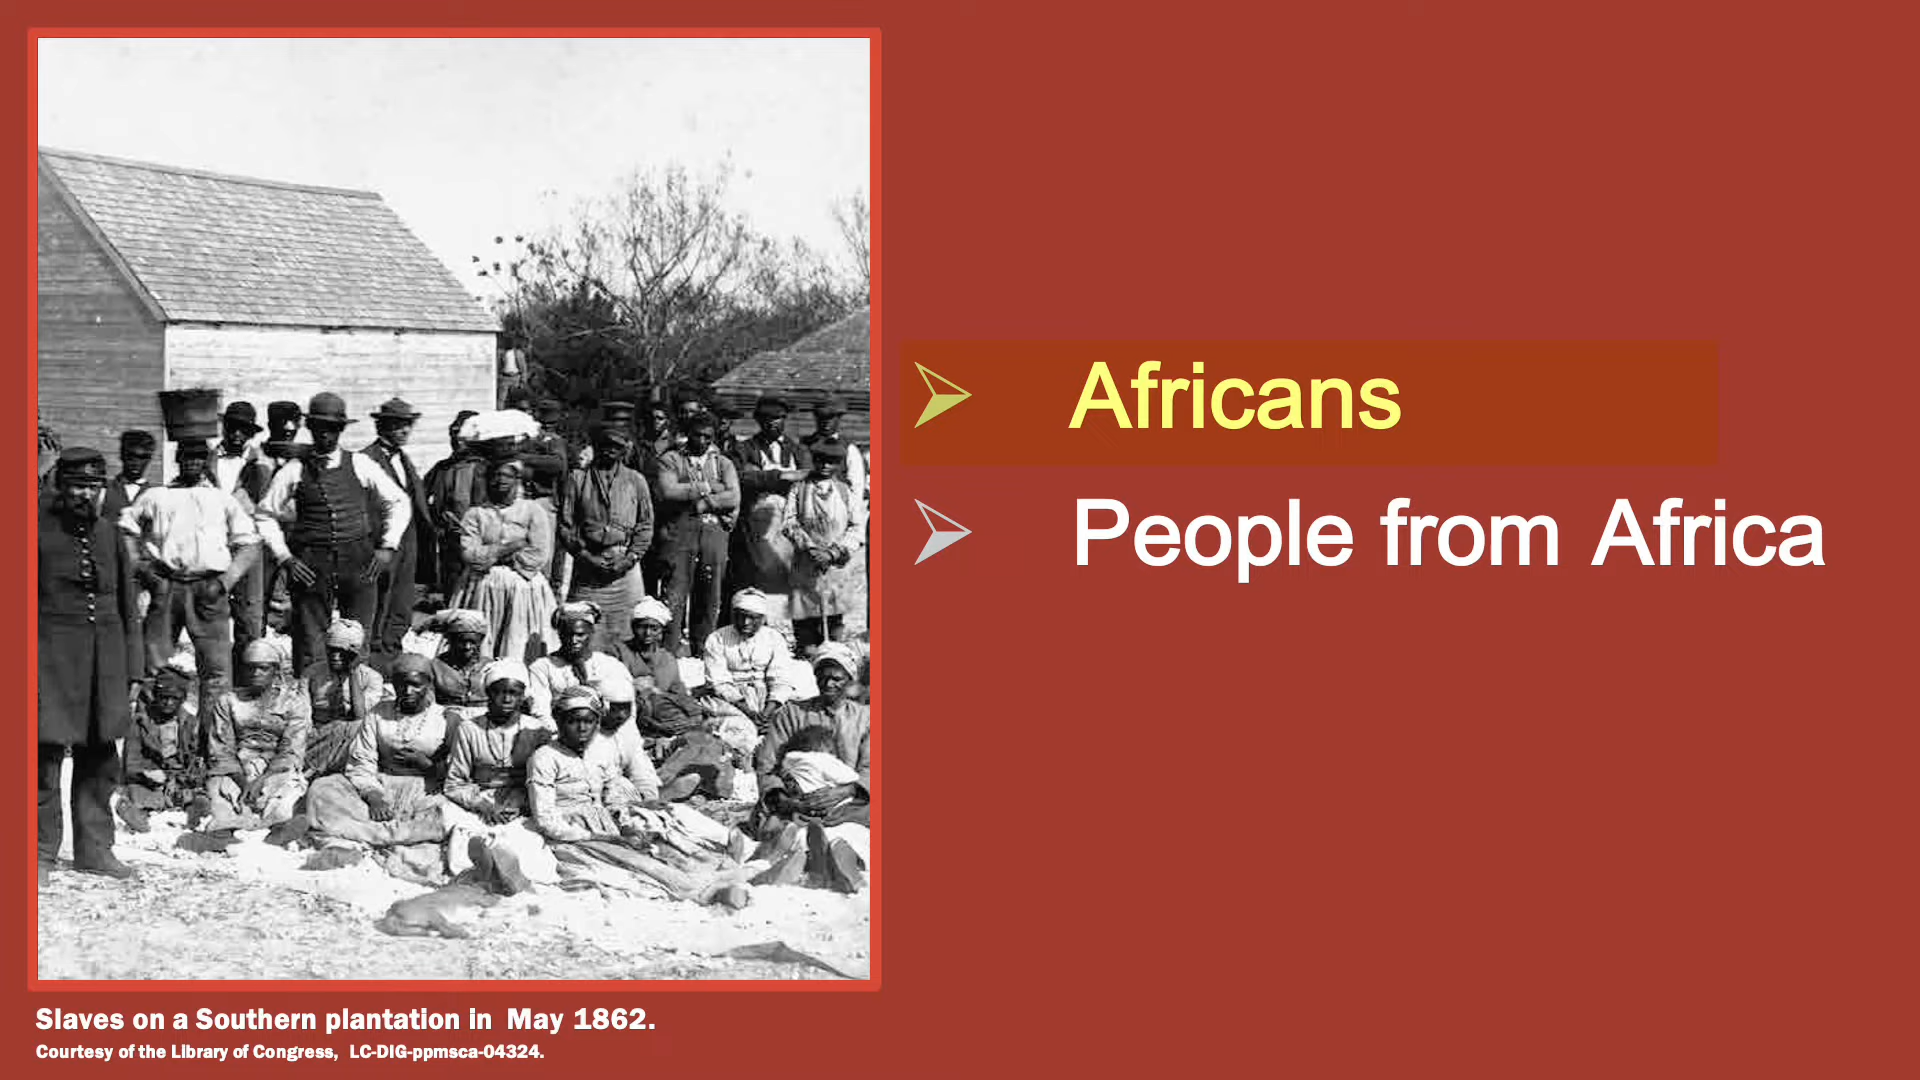 Africans
People from Africa
Slaves on a Southern plantation in May 1862.
Courtesy of the Library of Congress, LC-DIG-ppmsca-04324.